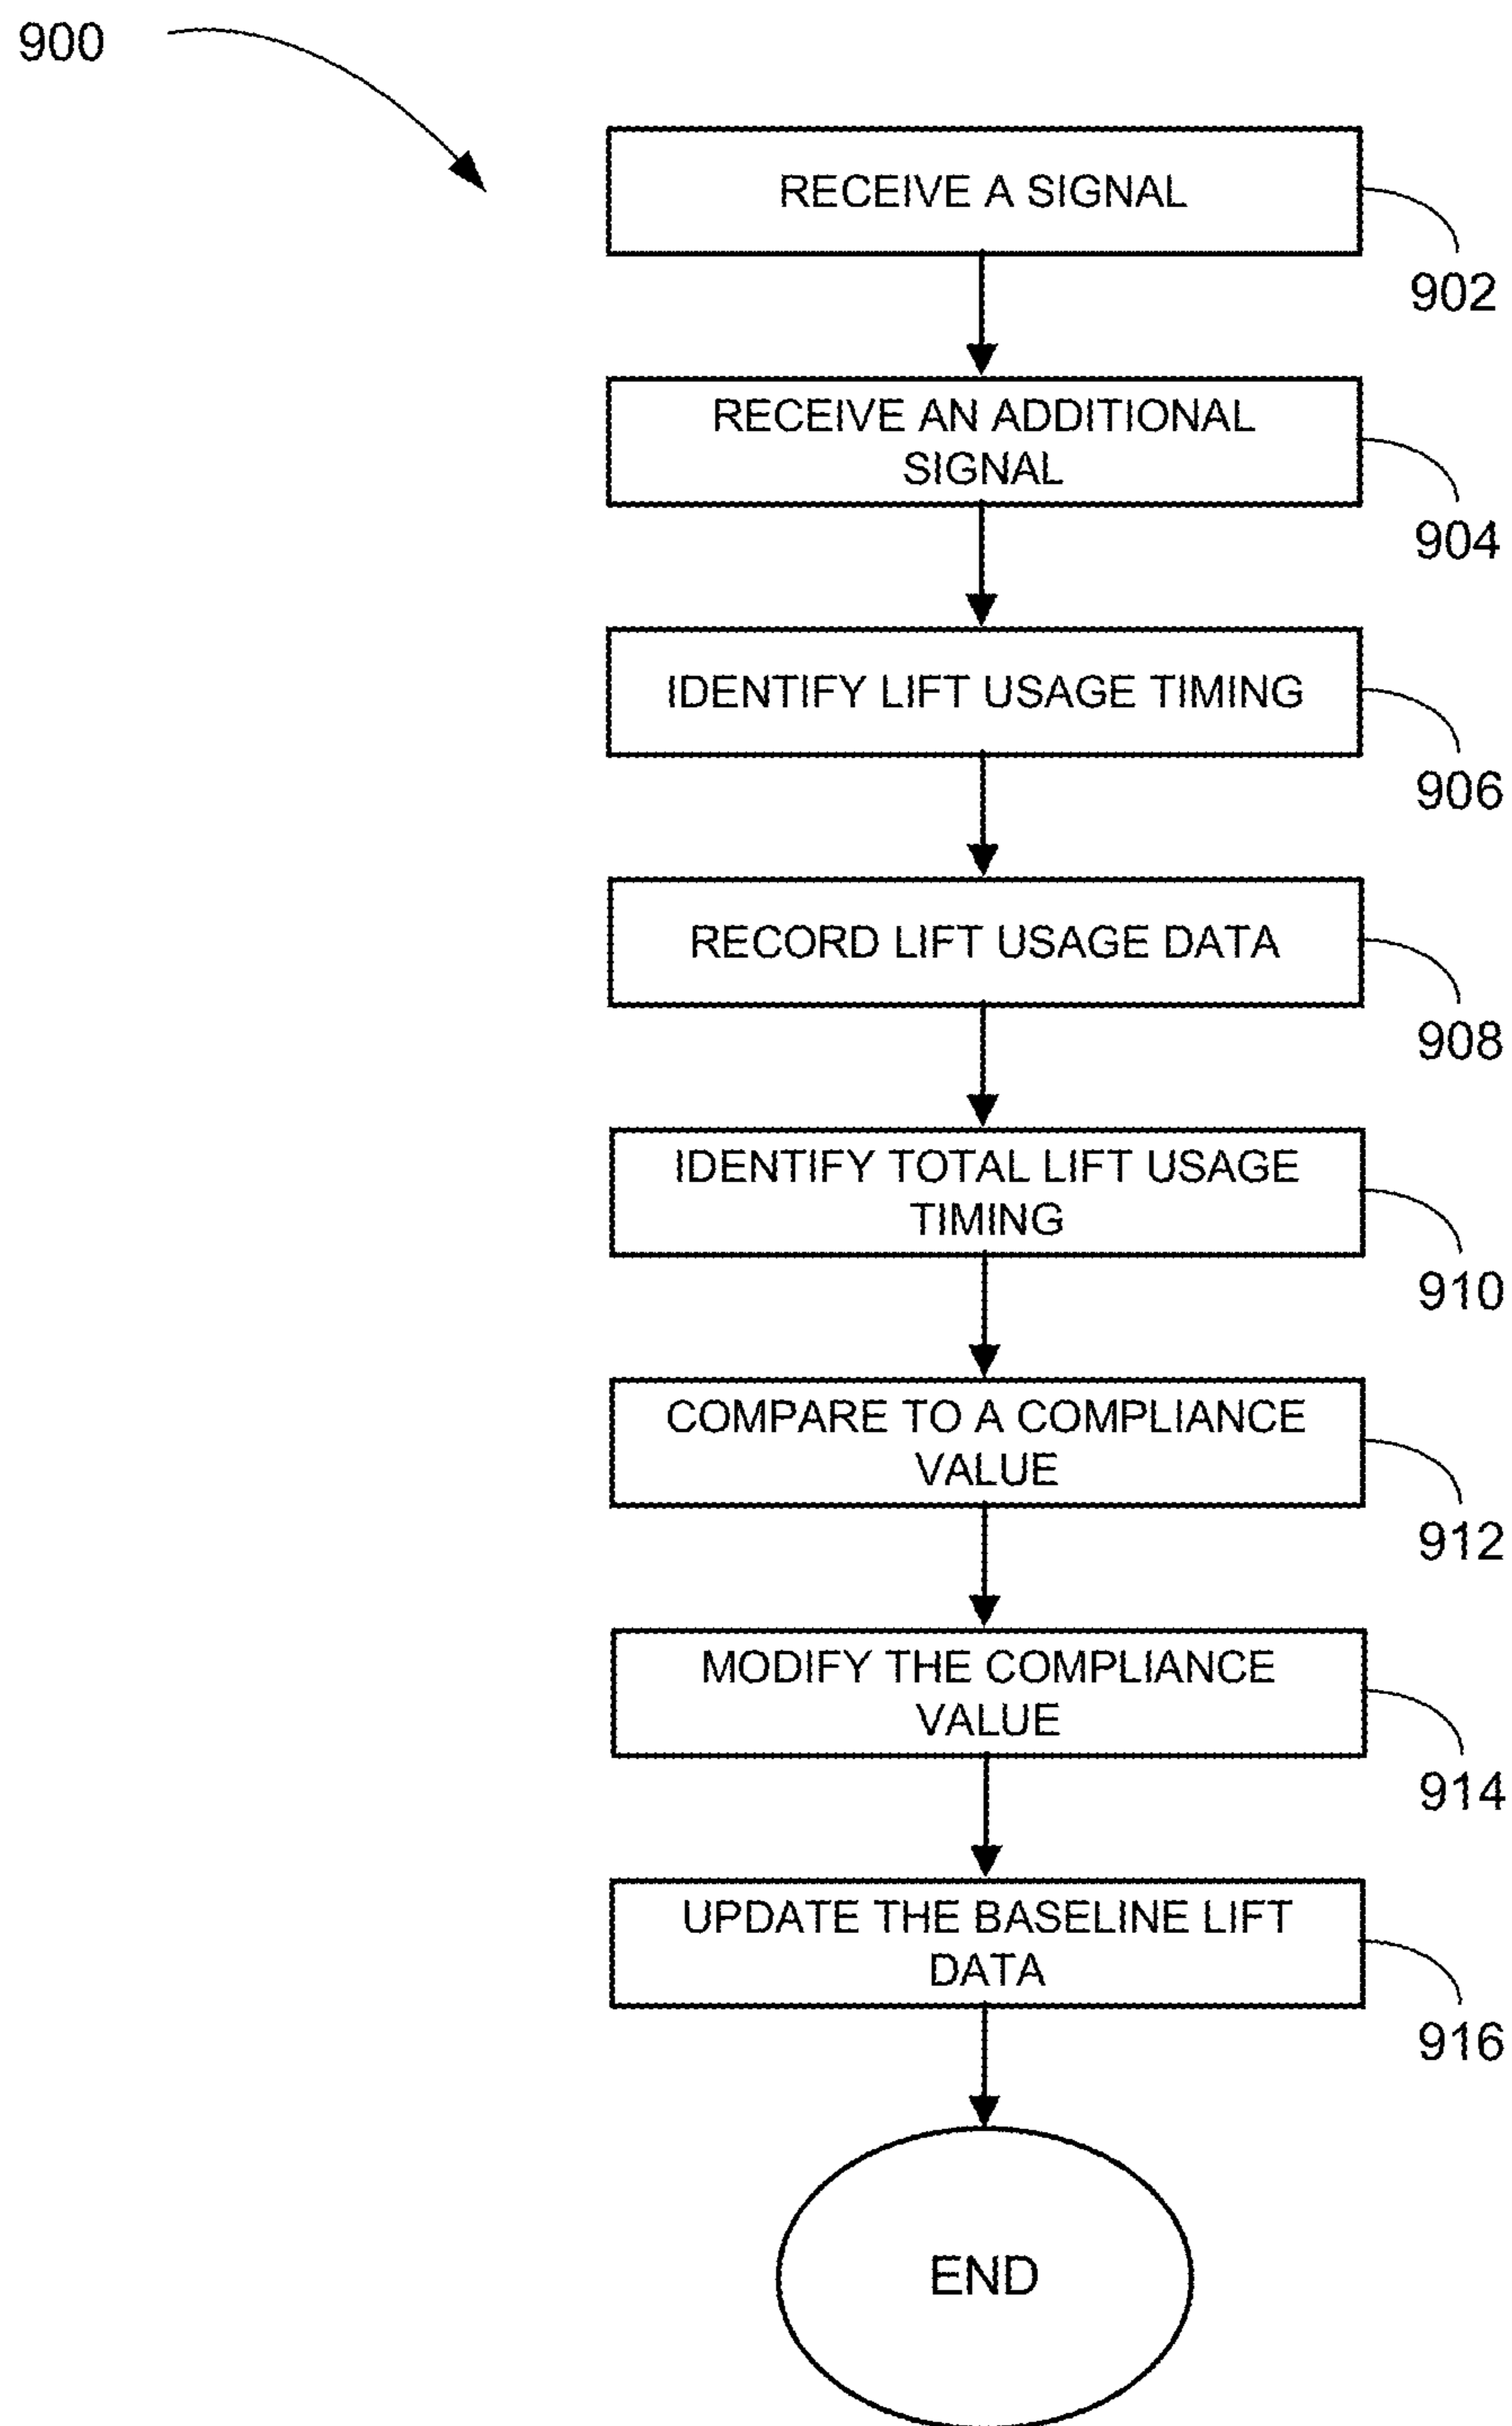 900
RECEIVE A SIGNAL
902
RECEIVE AN ADDITIONAL
SIGNAL
904
IDENTIFY LIFT USAGE TIMING
906
RECORD LIFT USAGE DATA
908
IDENTIFY TOTAL LIFT USAGE
TIMING
910
COMPARE TO A COMPLIANCE
VALUE
912
MODIFY THE COMPLIANCE
VALUE
914
UPDATE THE BASELINE LIFT
DATA
916
END